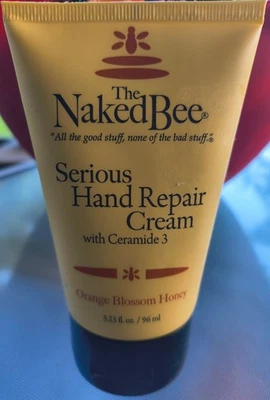 The
NakedBee®
"All the good stuff, none of the bad stuff."®
Serious
Hand Repair
Cream
with Ceramide 3
Orange Blossom Honey
3.25 fl. oz. / 96 ml